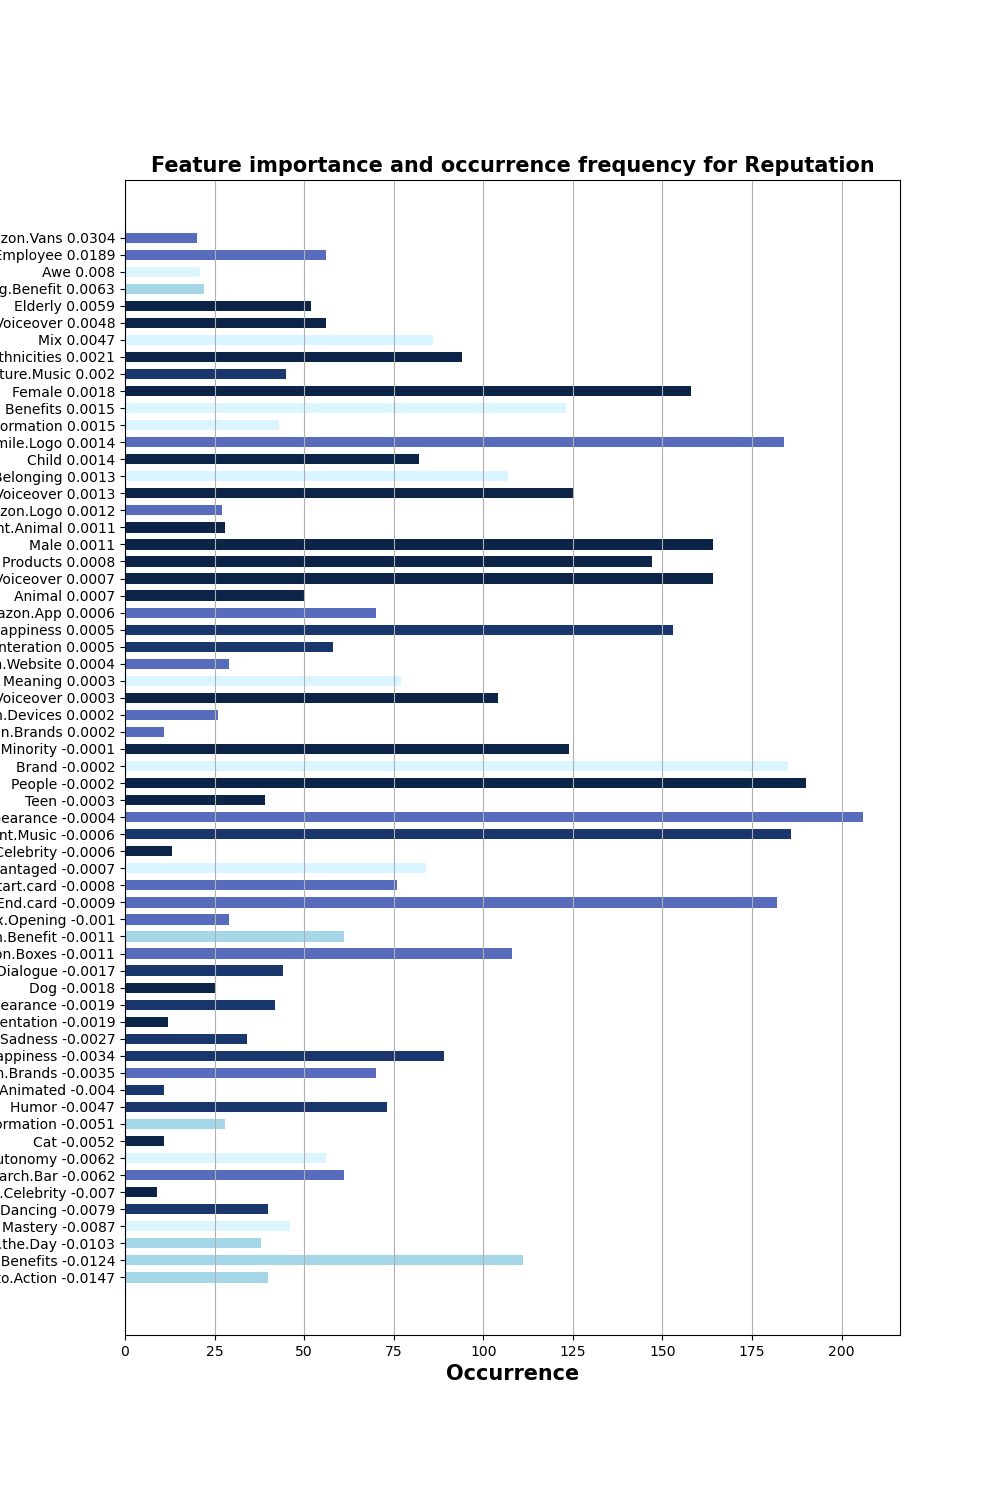 Feature importance and occurrence frequency for Reputation
zon.Vans 0.0304
Employee 0.0189
Awe 0.008
g.Benefit 0.0063
Elderly 0.0059
Voiceover 0.0048
Mix 0.0047
thnicities 0.0021
ture.Music 0.002
Female 0.0018
Benefits 0.0015
ormation 0.0015
mile.Logo 0.0014
Child 0.0014
Belonging 0.0013
Voiceover 0.0013
zon.Logo 0.0012
nt.Animal 0.0011
Male 0.0011
Products 0.0008
Voiceover 0.0007
Animal 0.0007
azon.App 0.0006
appiness 0.0005
nteration 0.0005
n.Website 0.0004
Meaning 0.0003
Voiceover 0.0003
n.Devices 0.0002
on.Brands 0.0002
Minority -0.0001
Brand -0.0002
People -0.0002
Teen -0.0003
pearance -0.0004
nt.Music -0.0006
Celebrity -0.0006
antaged -0.0007
tart.card -0.0008
End.card -0.0009
x.Opening -0.001
n.Benefit -0.0011
on.Boxes -0.0011
Dialogue -0.0017
Dog -0.0018
earance -0.0019
entation -0.0019
Sadness -0.0027
appiness -0.0034
n.Brands -0.0035
Animated -0.004
Humor -0.0047
ormation -0.0051
Cat -0.0052
utonomy -0.0062
arch.Bar -0.0062
.Celebrity -0.007
Dancing -0.0079
Mastery -0.0087
.the.Day -0.0103
Benefits -0.0124
to.Action -0.0147
0 25 50 75 100 125 150 175 200
Occurrence